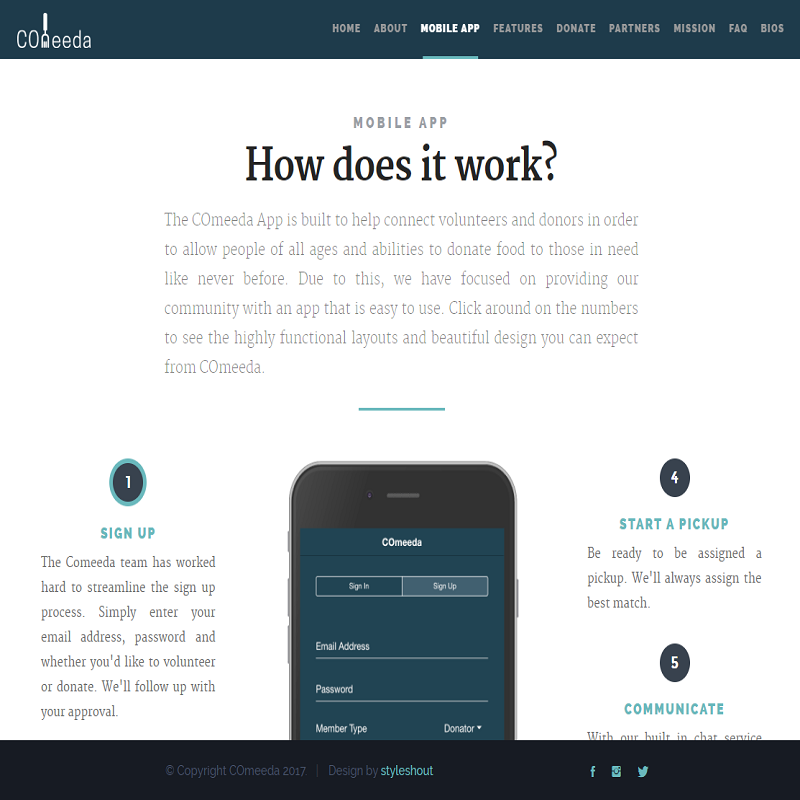 COmeeda
HOME ABOUT MOBILE APP FEATURES DONATE PARTNERS MISSION FAQ BIOS
MOBILE APP
How does it work?
The COmeeda App is built to help connect volunteers and donors in order
to allow people of all ages and abilities to donate food to those in need
like never before. Due to this, we have focused on providing our
community with an app that is easy to use. Click around on the numbers
to see the highly functional layouts and beautiful design you can expect
from COmeeda.
1
SIGN UP
The Comeeda team has worked
hard to streamline the sign up
process. Simply enter your
email address, password and
whether you'd like to volunteer
or donate. We'll follow up with
your approval.
COmeeda
Sign In Sign Up
Email Address
Password
Member Type Donator
4
START A PICKUP
Be ready to be assigned a
pickup. We'll always assign the
best match.
5
COMMUNICATE
With our built in chat service
© Copyright COmeeda 2017 | Design by styleshout